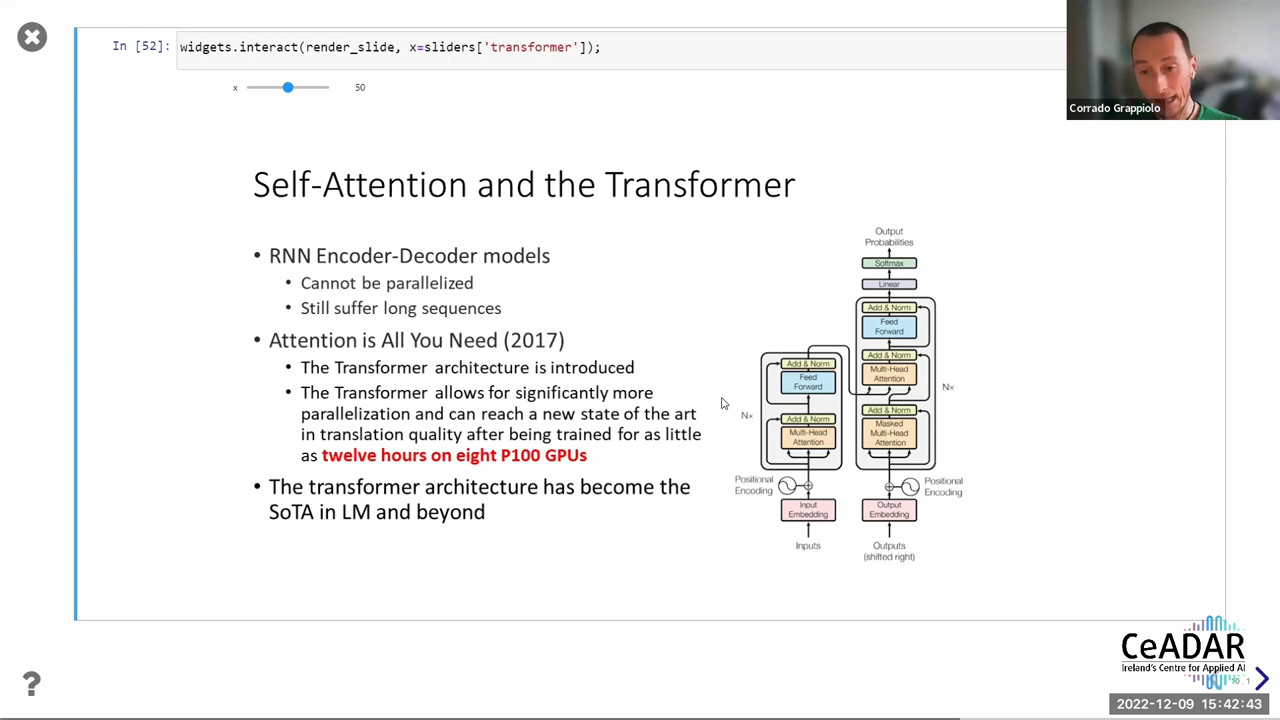 In [52]: widgets.interact(render_slide, x=sliders['transformer']);
x 50
Corrado Grappiolo
Self-Attention and the Transformer
• RNN Encoder-Decoder models
• Cannot be parallelized
• Still suffer long sequences
• Attention is All You Need (2017)
• The Transformer architecture is introduced
• The Transformer allows for significantly more
parallelization and can reach a new state of the art
in translation quality after being trained for as little
as twelve hours on eight P100 GPUs
• The transformer architecture has become the
SoTA in LM and beyond
Output
Probabilities
Softmax
Linear
Add & Norm
Feed
Forward
Add & Norm
Multi-Head
Attention
Add & Norm
Masked
Multi-Head
Attention
Nx
Add & Norm
Feed
Forward
Add & Norm
Multi-Head
Attention
Nx
Positional
Encoding
Positional
Encoding
Input
Embedding
Output
Embedding
Inputs
Outputs
(shifted right)
CeADAR
Ireland's Centre for Applied AI
10.1
?
2022-12-09 15:42:43